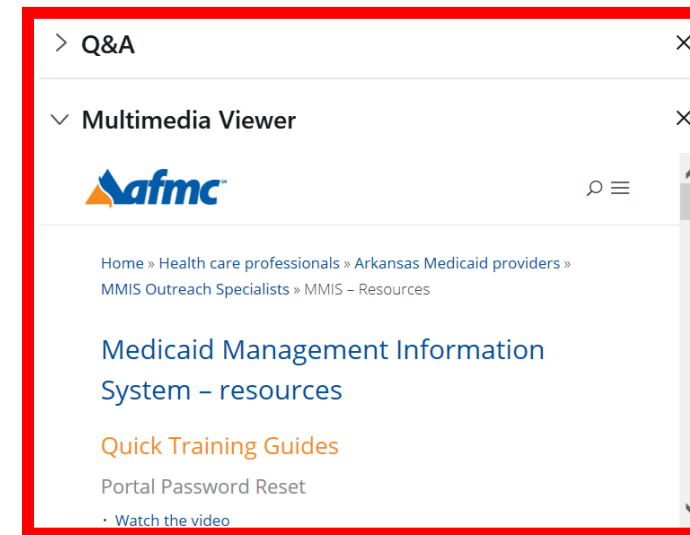 Q&A
Multimedia Viewer
afmc
Home » Health care professionals » Arkansas Medicaid providers »
MMIS Outreach Specialists » MMIS – Resources
Medicaid Management Information
System – resources
Quick Training Guides
Portal Password Reset
• Watch the video